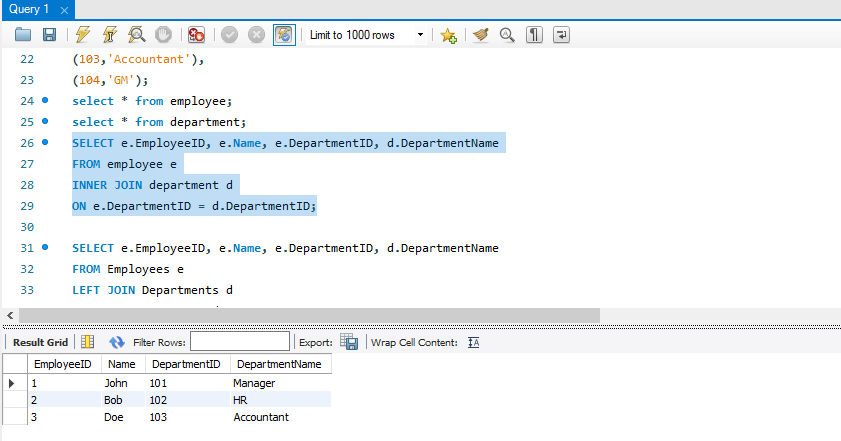 Query 1
Limit to 1000 rows
22 (103,'Accountant'),
23 (104,'GM');
24 select * from employee;
25 select * from department;
26 SELECT e.EmployeeID, e.Name, e.DepartmentID, d.DepartmentName
27 FROM employee e
28 INNER JOIN department d
29 ON e.DepartmentID = d.DepartmentID;
30
31 SELECT e.EmployeeID, e.Name, e.DepartmentID, d.DepartmentName
32 FROM Employees e
33 LEFT JOIN Departments d
Result Grid Filter Rows: Export: Wrap Cell Content:
EmployeeID Name DepartmentID DepartmentName
1 John 101 Manager
2 Bob 102 HR
3 Doe 103 Accountant